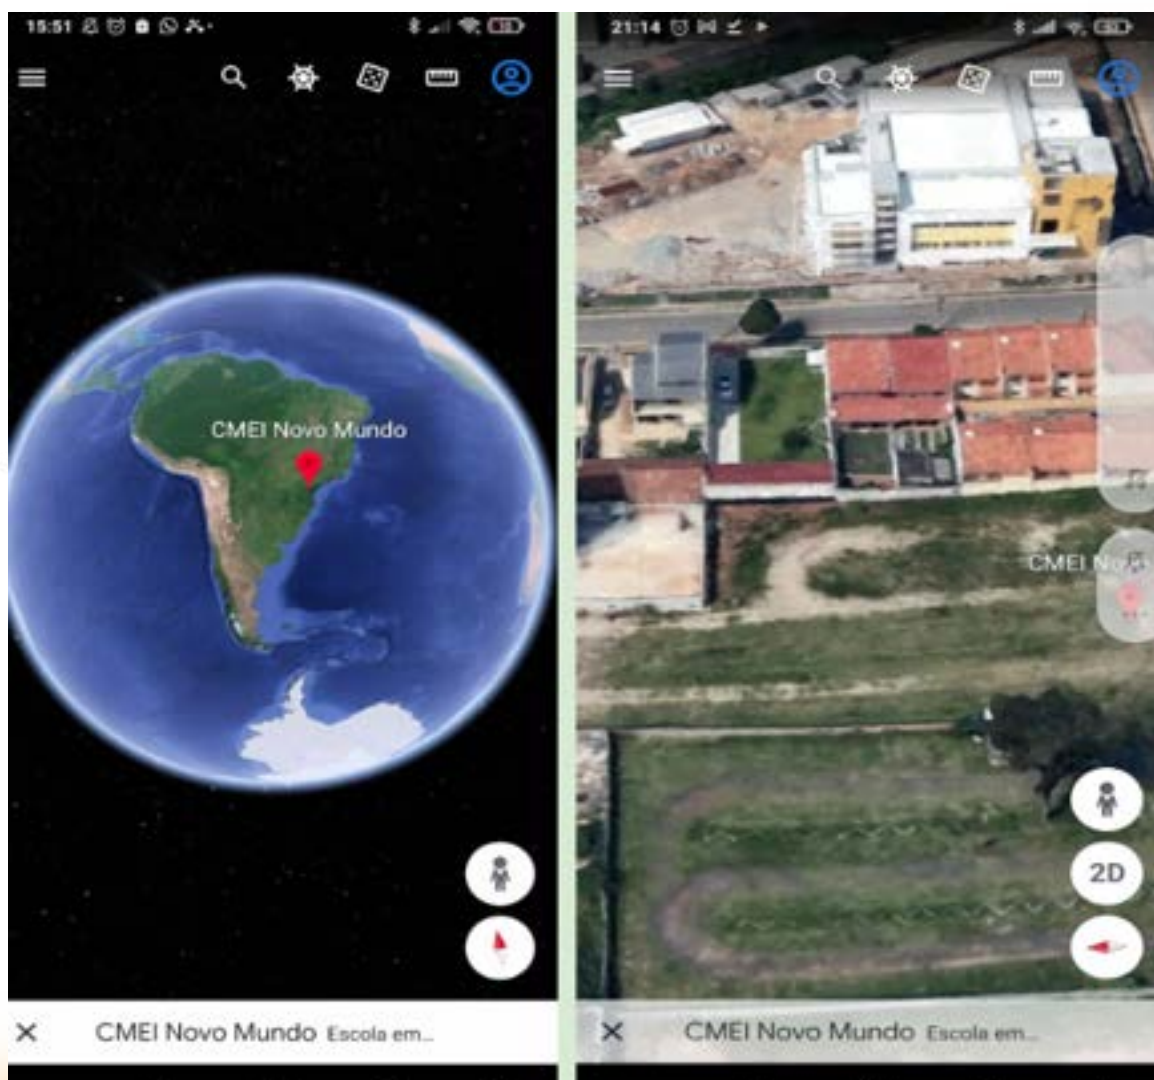 15:51
CMEI Novo Mundo
CMEI Novo Mundo Escola em...
21:14
CMEI
2D
CMEI Novo Mundo Escola em...